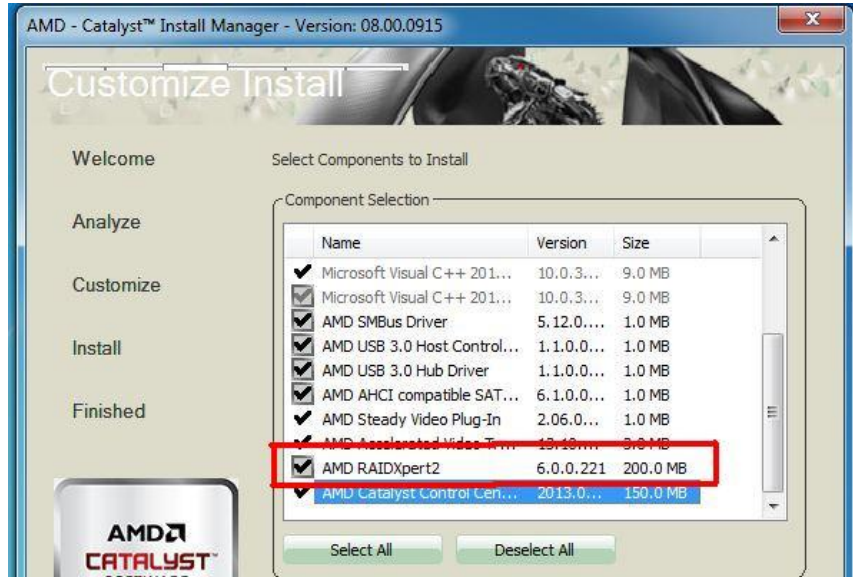 AMD - Catalyst™ Install Manager - Version: 08.00.0915
Customize Install
Welcome
Analyze
Customize
Install
Finished
Select Components to Install
Component Selection
Name Version Size
Microsoft Visual C++ 201... 10.0.3... 9.0 MB
Microsoft Visual C++ 201... 10.0.3... 9.0 MB
AMD SMBus Driver 5.12.0.... 1.0 MB
AMD USB 3.0 Host Control... 1.1.0.0... 1.0 MB
AMD USB 3.0 Hub Driver 1.1.0.0... 1.0 MB
AMD AHCI compatible SAT... 6.1.0.0... 1.0 MB
AMD Steady Video Plug-In 2.06.0... 1.0 MB
AMD Accelerated Video Tr...
AMD RAIDXpert2 6.0.0.221 200.0 MB
AMD Catalyst Control Cen... 2013.0... 150.0 MB
Select All Deselect All
AMD
CATALYST™